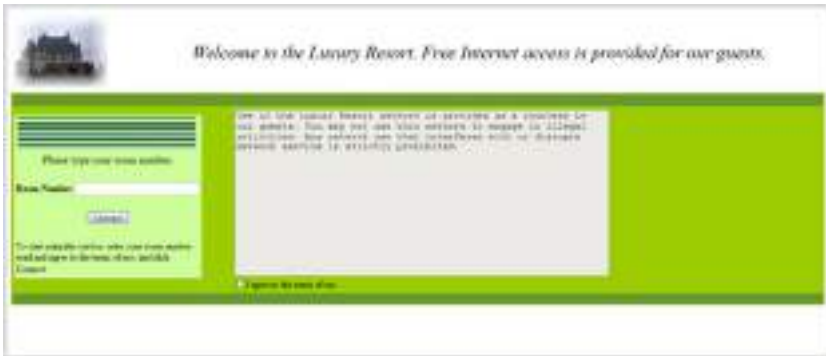 Welcome to the Luxury Resort. Free Internet access is provided for our guests.
Use of the Luxury Resort network is provided as a courtesy to
our guests. You may not use this network to engage in illegal
activities. Any network use that interferes with or disrupts
network service is strictly prohibited.
Please type your room number.
Room Number
To start using this service, enter your room number,
read and agree to the terms of use, and click
Connect
I agree to the terms of use.